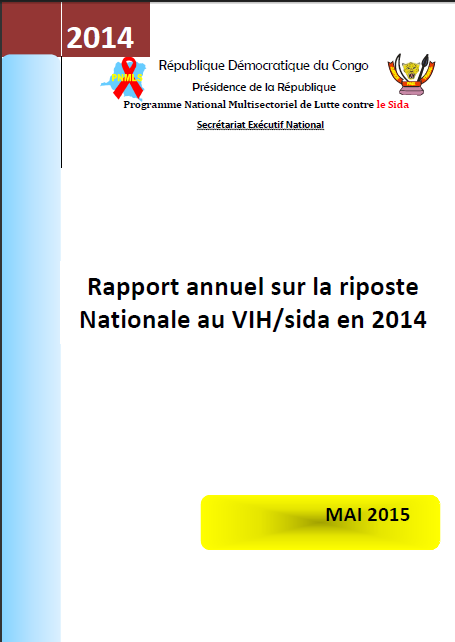 2014
PNMLS
République Démocratique du Congo
Présidence de la République
Programme National Multisectoriel de Lutte contre le Sida
Secrétariat Exécutif National
Rapport annuel sur la riposte
Nationale au VIH/sida en 2014
MAI 2015